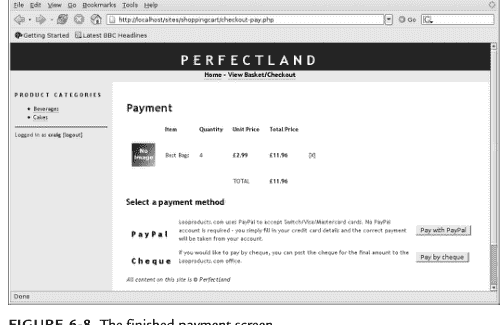 File Edit View Go Bookmarks Tools Help
http://localhost/sites/shoppingcart/checkout-pay.php
Go
Getting Started Latest BBC Headlines
PERFECTLAND
Home - View Basket/Checkout
PRODUCT CATEGORIES
Beverages
Cakes
Logged in as craig [logout]
Payment
Item Quantity Unit Price Total Price
No Image Best Bags 4 £2.99 £11.96 [X]
TOTAL £11.96
Select a payment method
PayPal
Looproducts.com uses PayPal to accept Switch/Visa/Mastercard cards. No PayPal
account is required - you simply fill in your credit card details and the correct payment
will be taken from your account.
Pay with PayPal
Cheque
If you would like to pay by cheque, you can post the cheque for the final amount to the
Looproducts.com office.
Pay by cheque
All content on this site is © Perfectland
Done
FIGURE 6-8 The finished payment screen